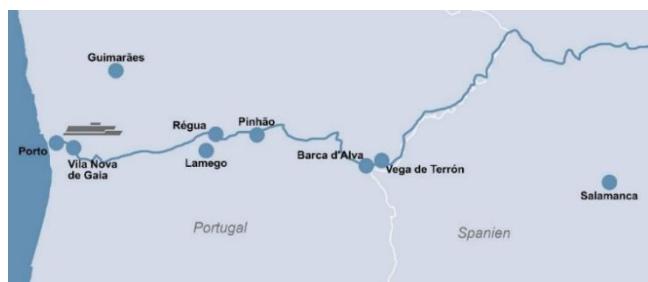 Guimarães
Porto
Vila Nova
de Gaia
Régua
Lamego
Pinhão
Barca d'Alva
Vega de Terrón
Salamanca
Portugal
Spanien